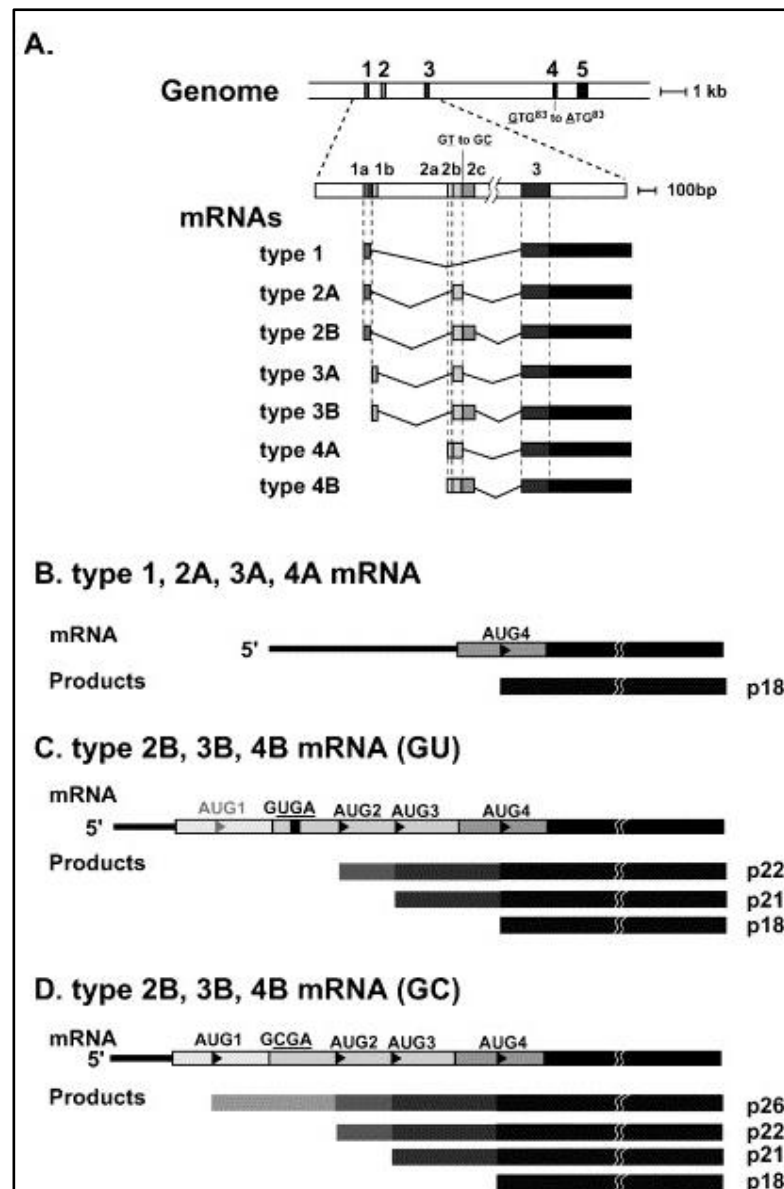 A.
1 2 3 4 5
Genome
1 kb
GTG83 to ATG83
GT to GC
1a 1b 2a 2b 2c 3
100bp
mRNAs
type 1
type 2A
type 2B
type 3A
type 3B
type 4A
type 4B
B. type 1, 2A, 3A, 4A mRNA
mRNA
AUG4
5'
Products
p18
C. type 2B, 3B, 4B mRNA (GU)
mRNA
AUG1 GUGA AUG2 AUG3 AUG4
5'
Products
p22
p21
p18
D. type 2B, 3B, 4B mRNA (GC)
mRNA
AUG1 GCGA AUG2 AUG3 AUG4
5'
Products
p26
p22
p21
p18